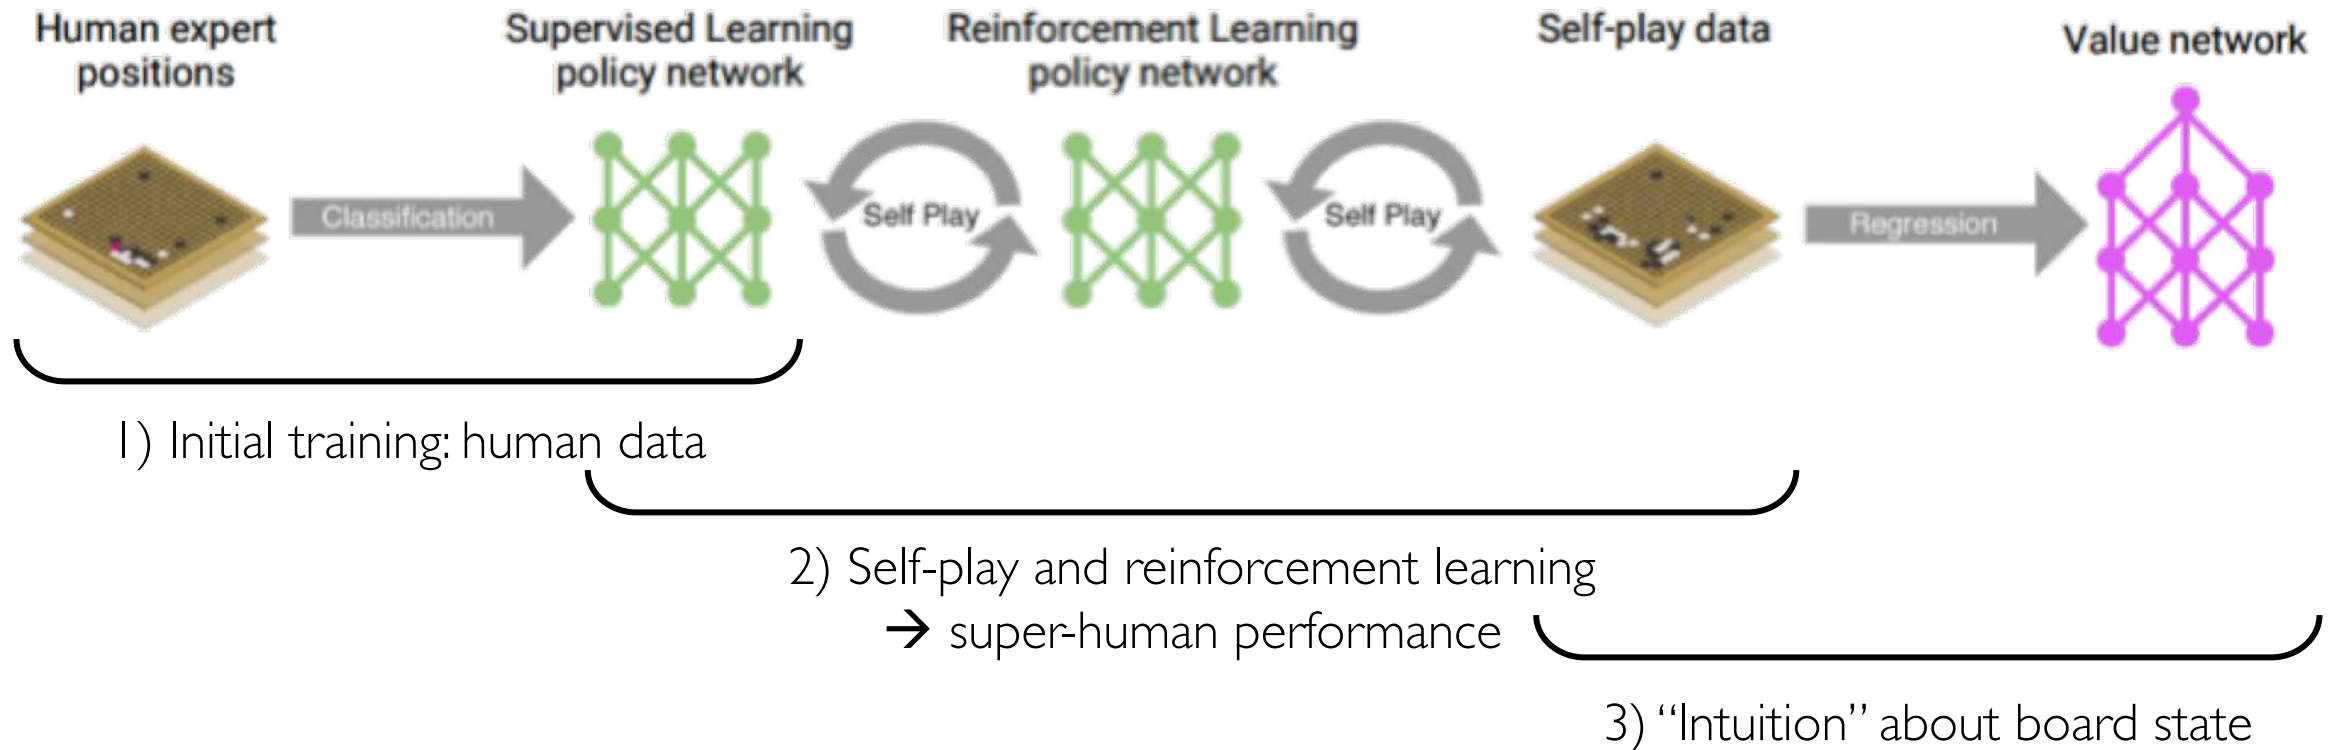 Human expert
positions
Supervised Learning
policy network
Reinforcement Learning
policy network
Self-play data
Value network
Classification
Self Play
Self Play
Regression
1) Initial training: human data
2) Self-play and reinforcement learning
→ super-human performance
3) “Intuition” about board state